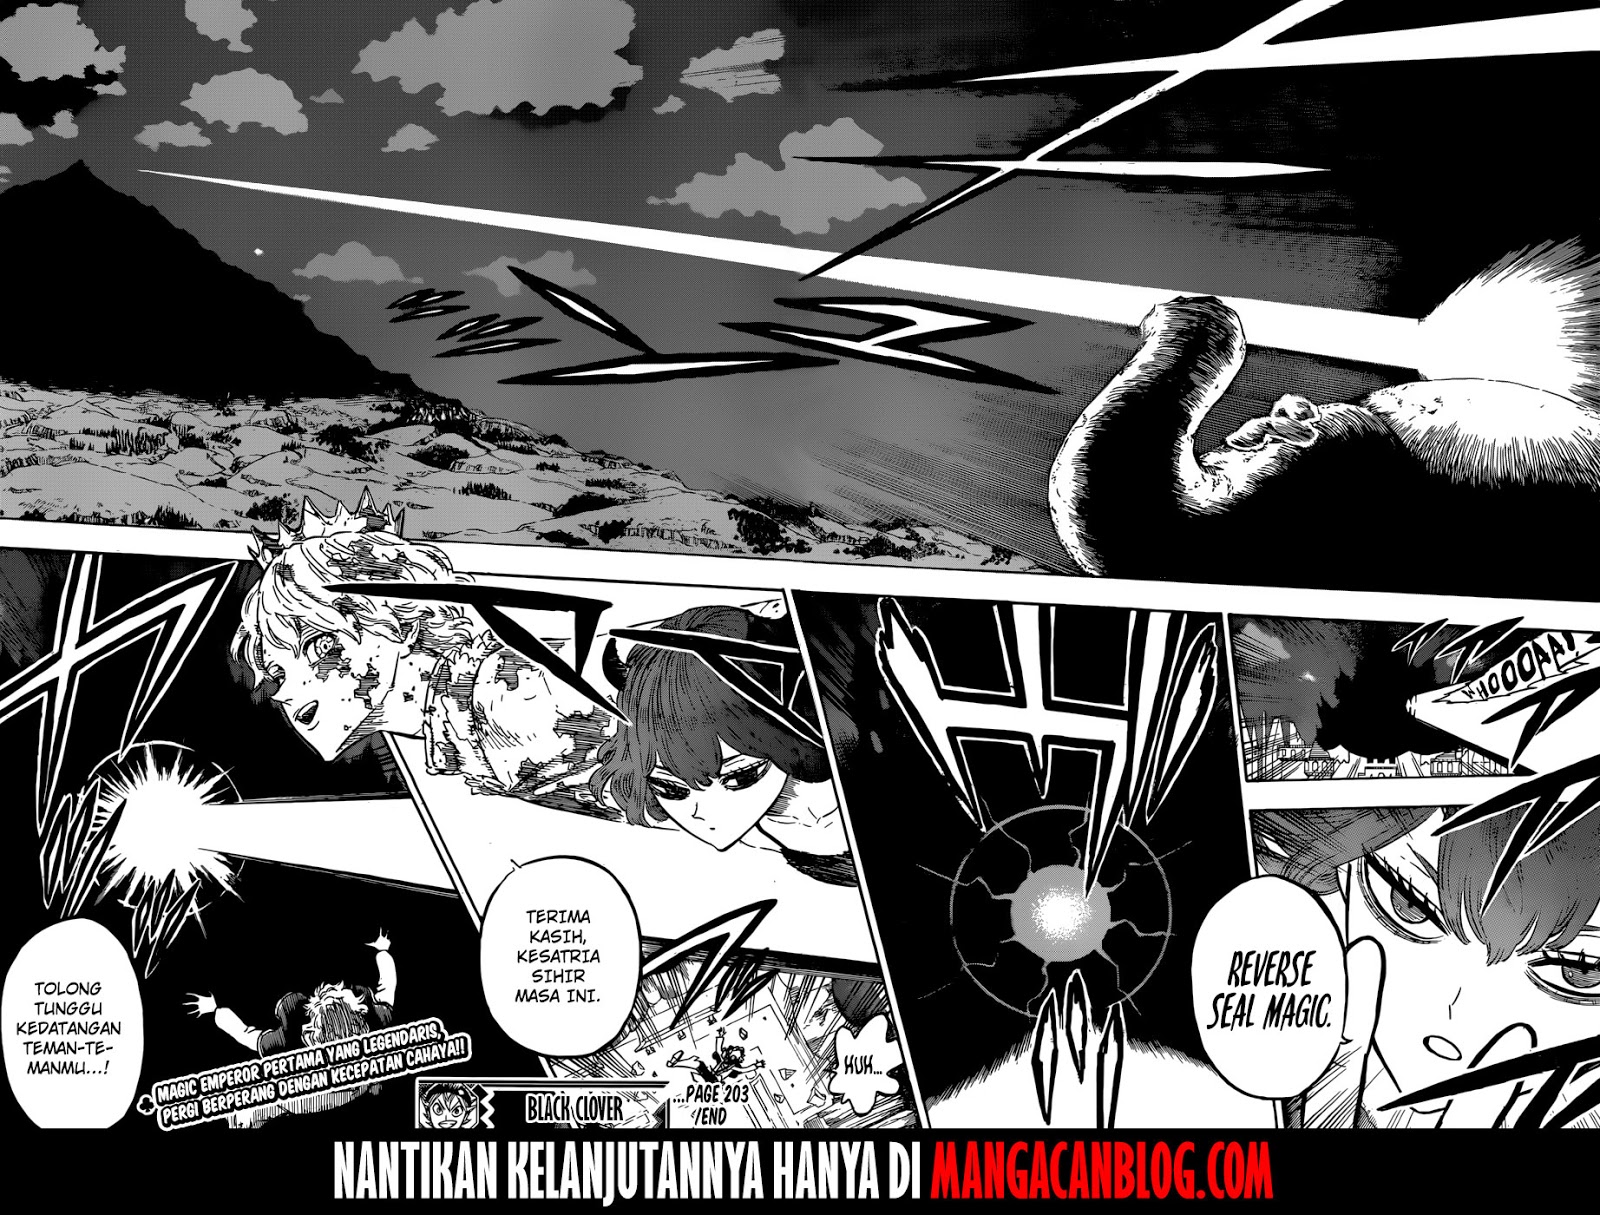 WHOOOAA!
REVERSE
SEAL MAGIC.
HUH...
TERIMA
KASIH,
KESATRIA
SIHIR
MASA INI.
TOLONG
TUNGGU
KEDATANGAN
TEMAN-TE-
MANMU...!
MAGIC EMPEROR PERTAMA YANG LEGENDARIS,
PERGI BERPERANG DENGAN KECEPATAN CAHAYA!!
BLACK CLOVER
...PAGE 203
/END
NANTIKAN KELANJUTANNYA HANYA DI MANGACANBLOG.COM